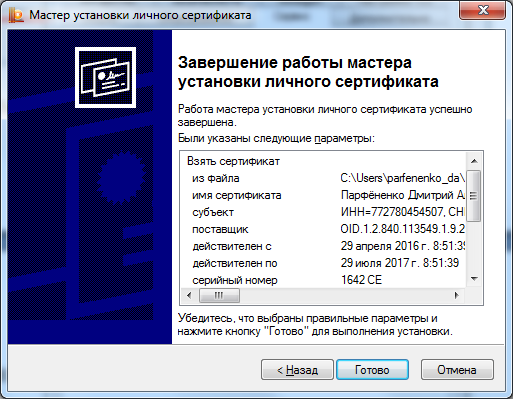 Мастер установки личного сертификата
Завершение работы мастера
установки личного сертификата
Работа мастера установки личного сертификата успешно
завершена.
Были указаны следующие параметры:
Взять сертификат
из файла C:\Users\parfenenko_da\
имя сертификата Парфёненко Дмитрий Ал
субъект ИНН=772780454507, СНИ
поставщик OID.1.2.840.113549.1.9.2
действителен с 29 апреля 2016 г. 8:51:39
действителен по 29 июля 2017 г. 8:51:39
серийный номер 1642 CE
Убедитесь, что выбраны правильные параметры и
нажмите кнопку "Готово" для выполнения установки.
< Назад Готово Отмена